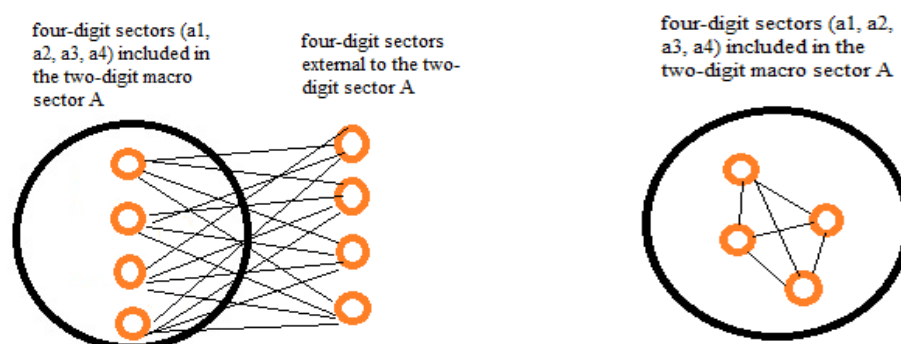 four-digit sectors (a1,
a2, a3, a4) included in
the two-digit macro
sector A
four-digit sectors
external to the two-
digit sector A
four-digit sectors (a1, a2,
a3, a4) included in the
two-digit macro sector A